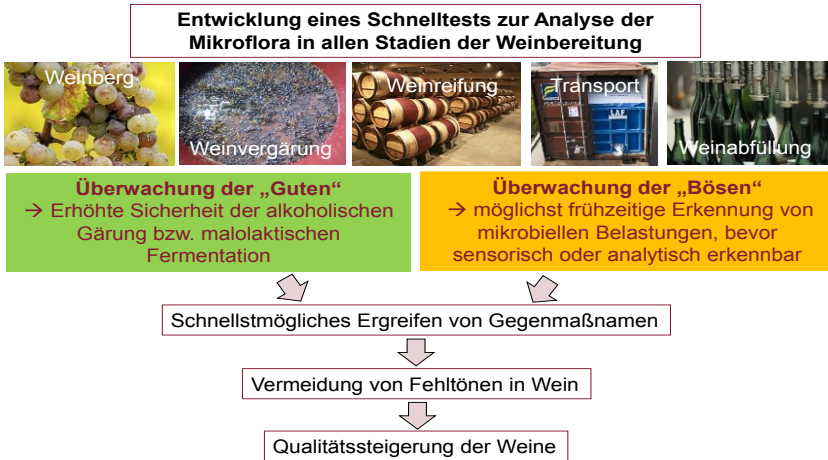 Entwicklung eines Schnelltests zur Analyse der
Mikroflora in allen Stadien der Weinbereitung
Weinberg
Weinvergärung
Weinreifung
Transport
Weinabfüllung
Überwachung der „Guten“
→ Erhöhte Sicherheit der alkoholischen
Gärung bzw. malolaktischen
Fermentation
Überwachung der „Bösen“
→ möglichst frühzeitige Erkennung von
mikrobiellen Belastungen, bevor
sensorisch oder analytisch erkennbar
Schnellstmögliches Ergreifen von Gegenmaßnamen
Vermeidung von Fehltönen in Wein
Qualitätssteigerung der Weine